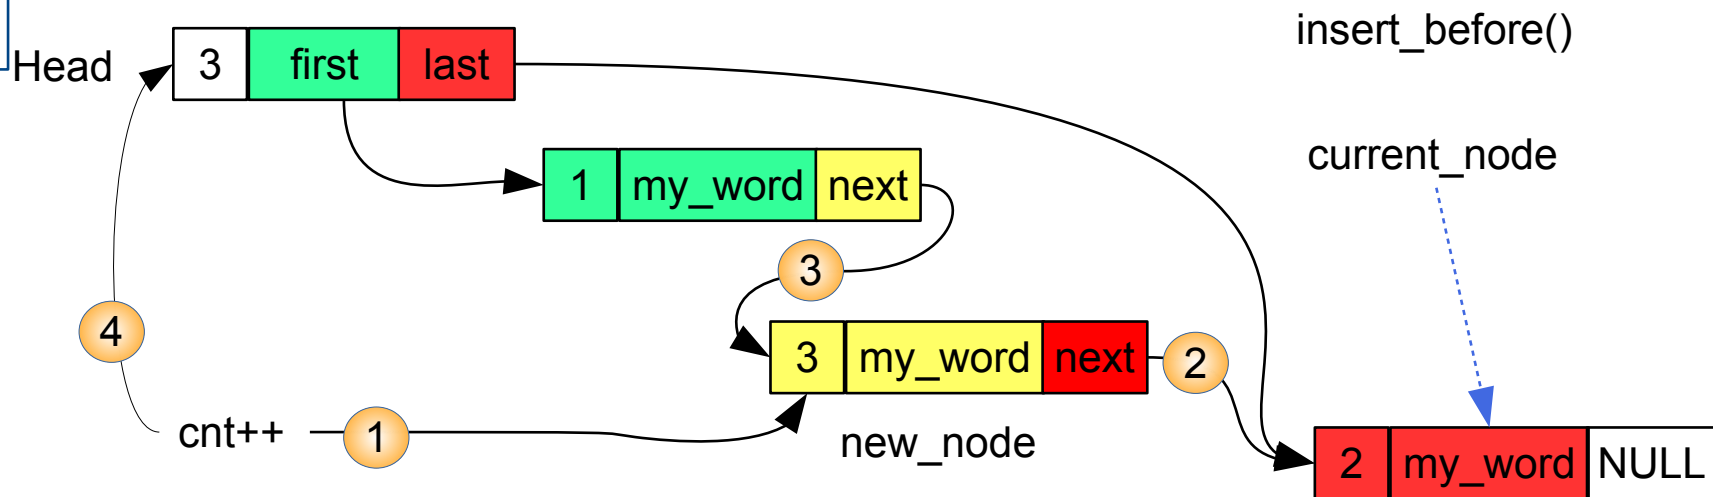 insert_before()
Head
3 first last
current_node
1 my_word next
3
3 my_word next
2
4
cnt++
1
new_node
2 my_word NULL